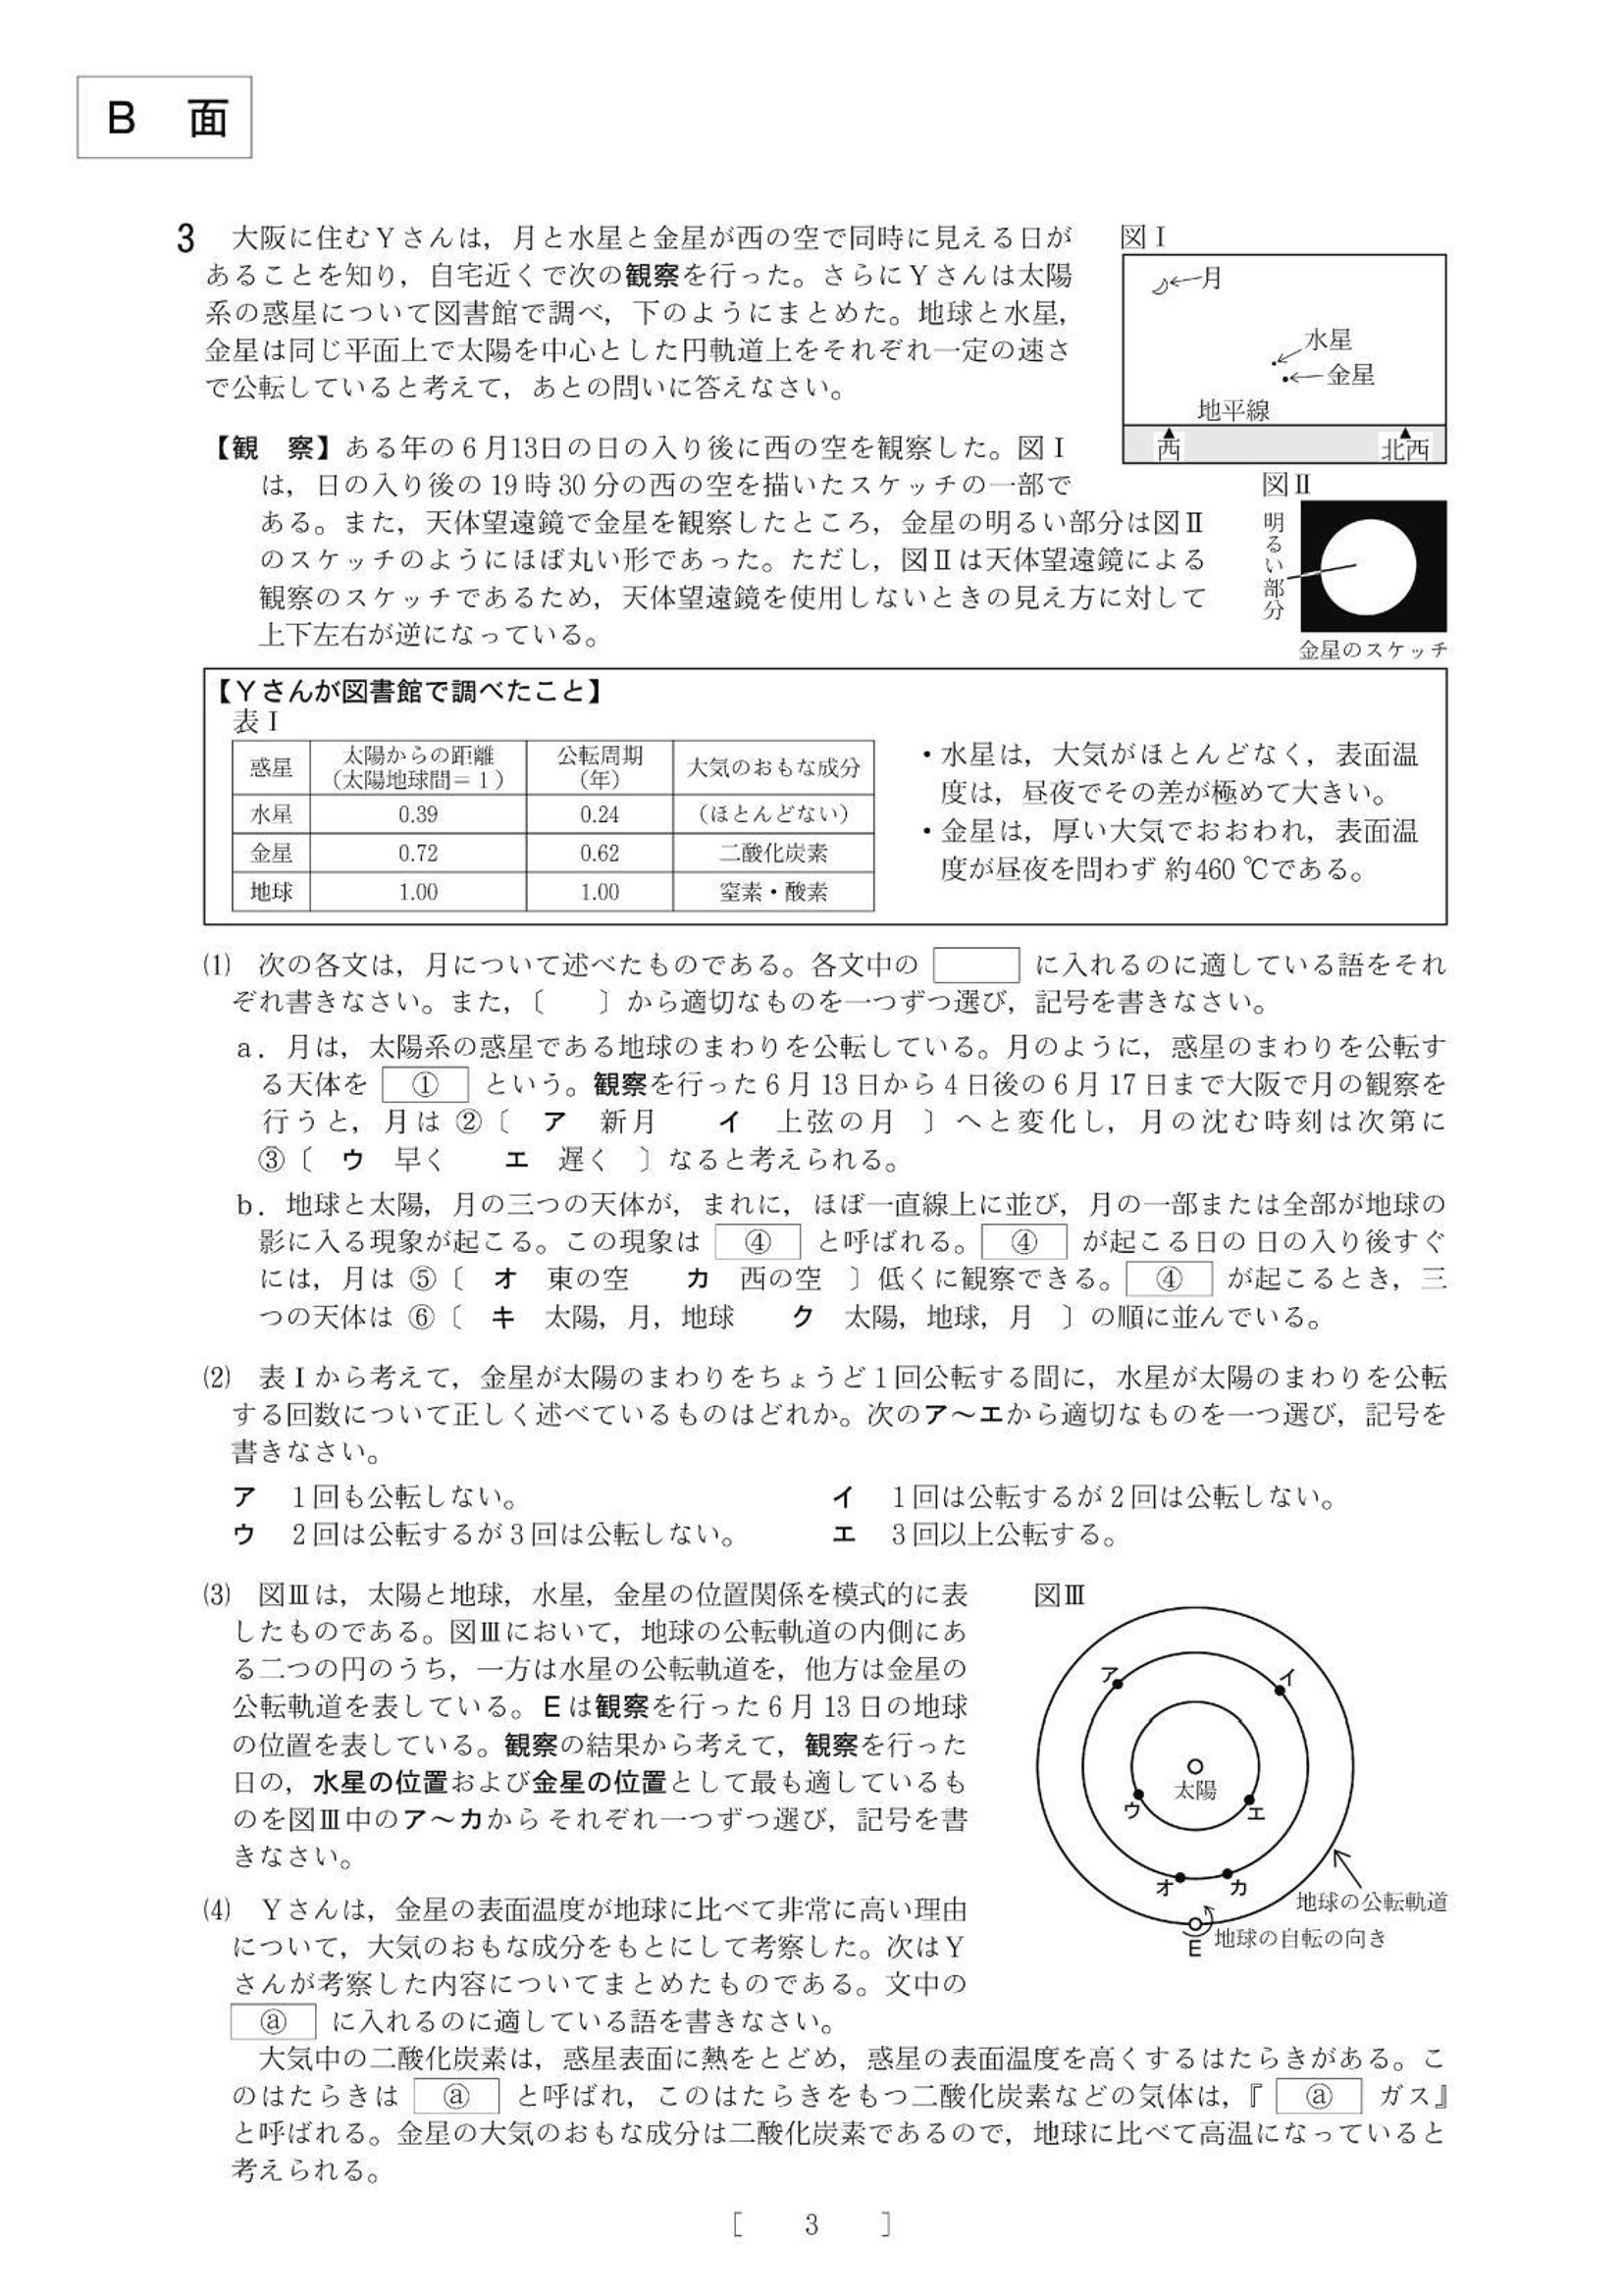 B 面
3 大阪に住むＹさんは，月と水星と金星が西の空で同時に見える日が
あることを知り，自宅近くで次の観察を行った。さらにＹさんは太陽
系の惑星について図書館で調べ，下のようにまとめた。地球と水星，
金星は同じ平面上で太陽を中心とした円軌道上をそれぞれ一定の速さ
で公転していると考えて，あとの問いに答えなさい。
図Ⅰ
月
水星
金星
地平線
西
北西
【観 察】ある年の６月13日の日の入り後に西の空を観察した。図Ⅰ
は，日の入り後の19時30分の西の空を描いたスケッチの一部で
ある。また，天体望遠鏡で金星を観察したところ，金星の明るい部分は図Ⅱ
のスケッチのようにほぼ丸い形であった。ただし，図Ⅱは天体望遠鏡による
観察のスケッチであるため，天体望遠鏡を使用しないときの見え方に対して
上下左右が逆になっている。
図Ⅱ
明るい部分
金星のスケッチ
【Ｙさんが図書館で調べたこと】
表Ⅰ
惑星 太陽からの距離（太陽地球間＝１） 公転周期（年） 大気のおもな成分
水星 0.39 0.24 （ほとんどない）
金星 0.72 0.62 二酸化炭素
地球 1.00 1.00 窒素・酸素
・水星は，大気がほとんどなく，表面温
度は，昼夜でその差が極めて大きい。
・金星は，厚い大気でおおわれ，表面温
度が昼夜を問わず 約460 ℃である。
⑴ 次の各文は，月について述べたものである。各文中の に入れるのに適している語をそれ
ぞれ書きなさい。また，〔 〕から適切なものを一つずつ選び，記号を書きなさい。
ａ．月は，太陽系の惑星である地球のまわりを公転している。月のように，惑星のまわりを公転す
る天体を ① という。観察を行った６月13日から４日後の６月17日まで大阪で月の観察を
行うと，月は ②〔 ア 新月 イ 上弦の月 〕へと変化し，月の沈む時刻は次第に
③〔 ウ 早く エ 遅く 〕なると考えられる。
ｂ．地球と太陽，月の三つの天体が，まれに，ほぼ一直線上に並び，月の一部または全部が地球の
影に入る現象が起こる。この現象は ④ と呼ばれる。 ④ が起こる日の 日の入り後すぐ
には，月は ⑤〔 オ 東の空 カ 西の空 〕低くに観察できる。 ④ が起こるとき，三
つの天体は ⑥〔 キ 太陽，月，地球 ク 太陽，地球，月 〕の順に並んでいる。
⑵ 表Ⅰから考えて，金星が太陽のまわりをちょうど１回公転する間に，水星が太陽のまわりを公転
する回数について正しく述べているものはどれか。次のア～エから適切なものを一つ選び，記号を
書きなさい。
ア １回も公転しない。 イ １回は公転するが２回は公転しない。
ウ ２回は公転するが３回は公転しない。 エ ３回以上公転する。
⑶ 図Ⅲは，太陽と地球，水星，金星の位置関係を模式的に表
したものである。図Ⅲにおいて，地球の公転軌道の内側にあ
る二つの円のうち，一方は水星の公転軌道を，他方は金星の
公転軌道を表している。Ｅは観察を行った６月13日の地球
の位置を表している。観察の結果から考えて，観察を行った
日の，水星の位置および金星の位置として最も適しているも
のを図Ⅲ中のア～カからそれぞれ一つずつ選び，記号を書
きなさい。
図Ⅲ
ア
イ
太陽
ウ
エ
オ
カ
地球の公転軌道
地球の自転の向き
E
⑷ Ｙさんは，金星の表面温度が地球に比べて非常に高い理由
について，大気のおもな成分をもとにして考察した。次はＹ
さんが考察した内容についてまとめたものである。文中の
ⓐ に入れるのに適している語を書きなさい。
大気中の二酸化炭素は，惑星表面に熱をとどめ，惑星の表面温度を高くするはたらきがある。こ
のはたらきは ⓐ と呼ばれ，このはたらきをもつ二酸化炭素などの気体は，『 ⓐ ガス』
と呼ばれる。金星の大気のおもな成分は二酸化炭素であるので，地球に比べて高温になっていると
考えられる。
［ 3 ］